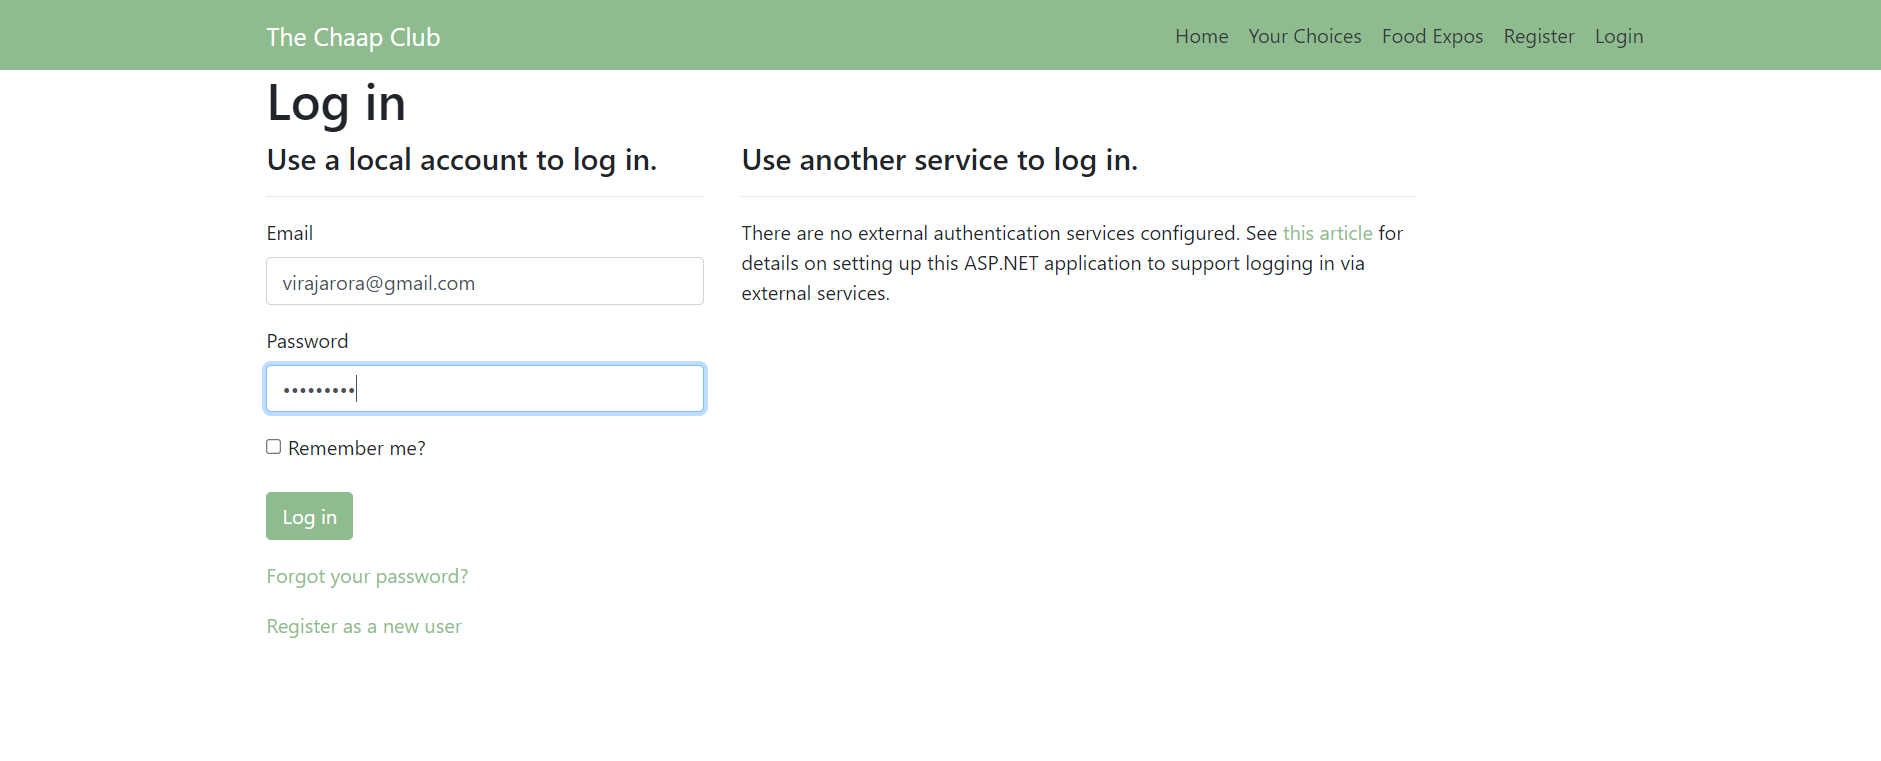 The Chaap Club
Home Your Choices Food Expos Register Login
Log in
Use a local account to log in.
Email
virajarora@gmail.com
Password
•••••••••
Remember me?
Log in
Forgot your password?
Register as a new user
Use another service to log in.
There are no external authentication services configured. See this article for
details on setting up this ASP.NET application to support logging in via
external services.